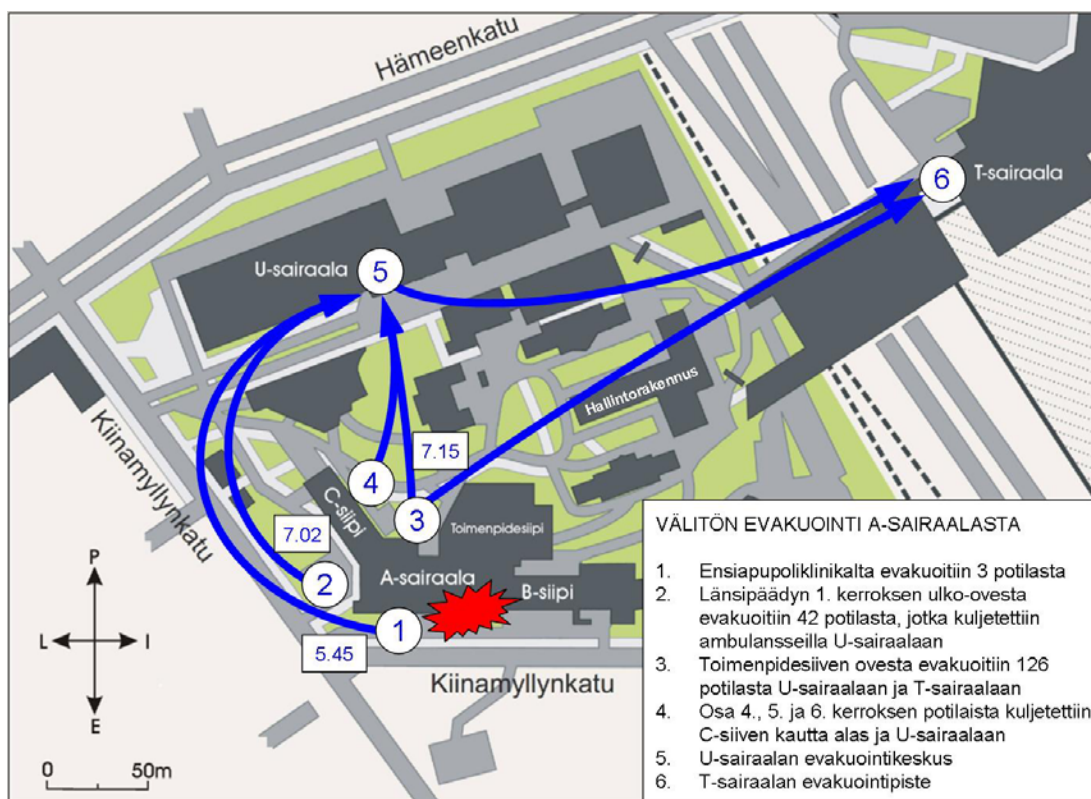 Hämeenkatu
T-sairaala
6
U-sairaala
5
Hallintorakennus
Kiinamyllynkatu
7.15
4
C-siipi
3
Toimenpidesiipi
7.02
2
A-sairaala
B-siipi
1
5.45
Kiinamyllynkatu
P
L
I
E
0
50m
VÄLITÖN EVAKUOINTI A-SAIRAALASTA
1. Ensiapupoliklinikalta evakuoitiin 3 potilasta
2. Länsipäädyn 1. kerroksen ulko-ovesta
evakuoitiin 42 potilasta, jotka kuljetettiin
ambulansseilla U-sairaalaan
3. Toimenpidesiiven ovesta evakuoitiin 126
potilasta U-sairaalaan ja T-sairaalaan
4. Osa 4., 5. ja 6. kerroksen potilaista kuljetettiin
C-siiven kautta alas ja U-sairaalaan
5. U-sairaalan evakuointikeskus
6. T-sairaalan evakuointipiste